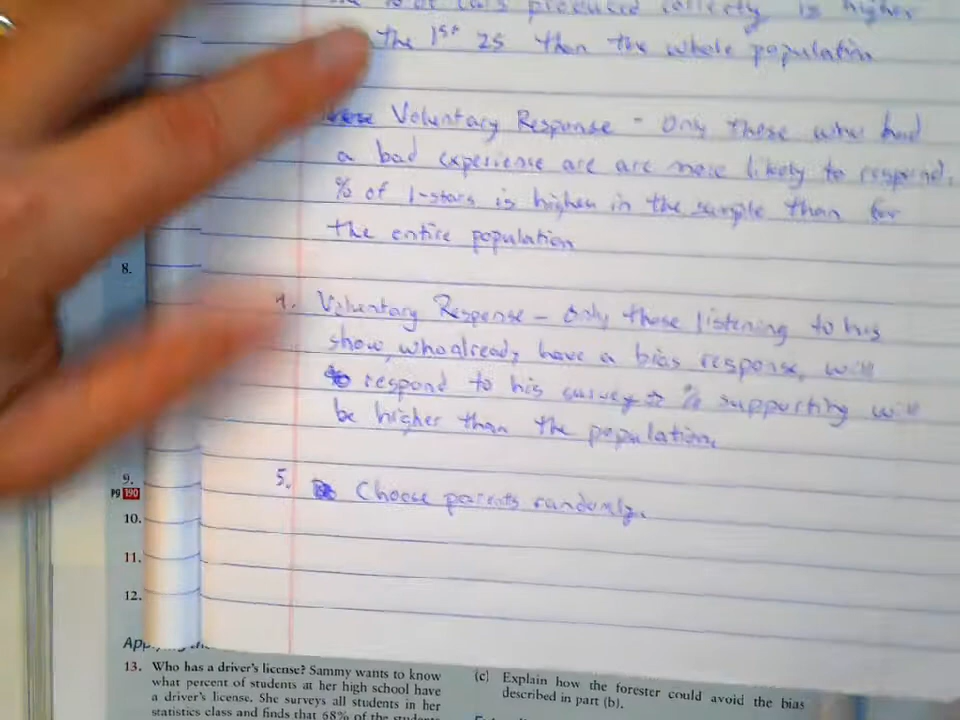 the 1st 25 than the whole population
Voluntary Response - Only those who had
a bad experience are are more likely to respond.
% of 1-stars is higher in the sample than for
the entire population
8.
4. Voluntary Response - Only those listening to his
show, who already have a bias response, will
respond to his survey % supporting will
be higher than the population.
5. Choose parents randomly.
9.
P9 190
10.
11.
12.
13. Who has a driver's license? Sammy wants to know
what percent of students at her high school have
a driver's license. She surveys all students in her
statistics class and finds that 68% of the students
(c) Explain how the forester could avoid the bias
described in part (b).